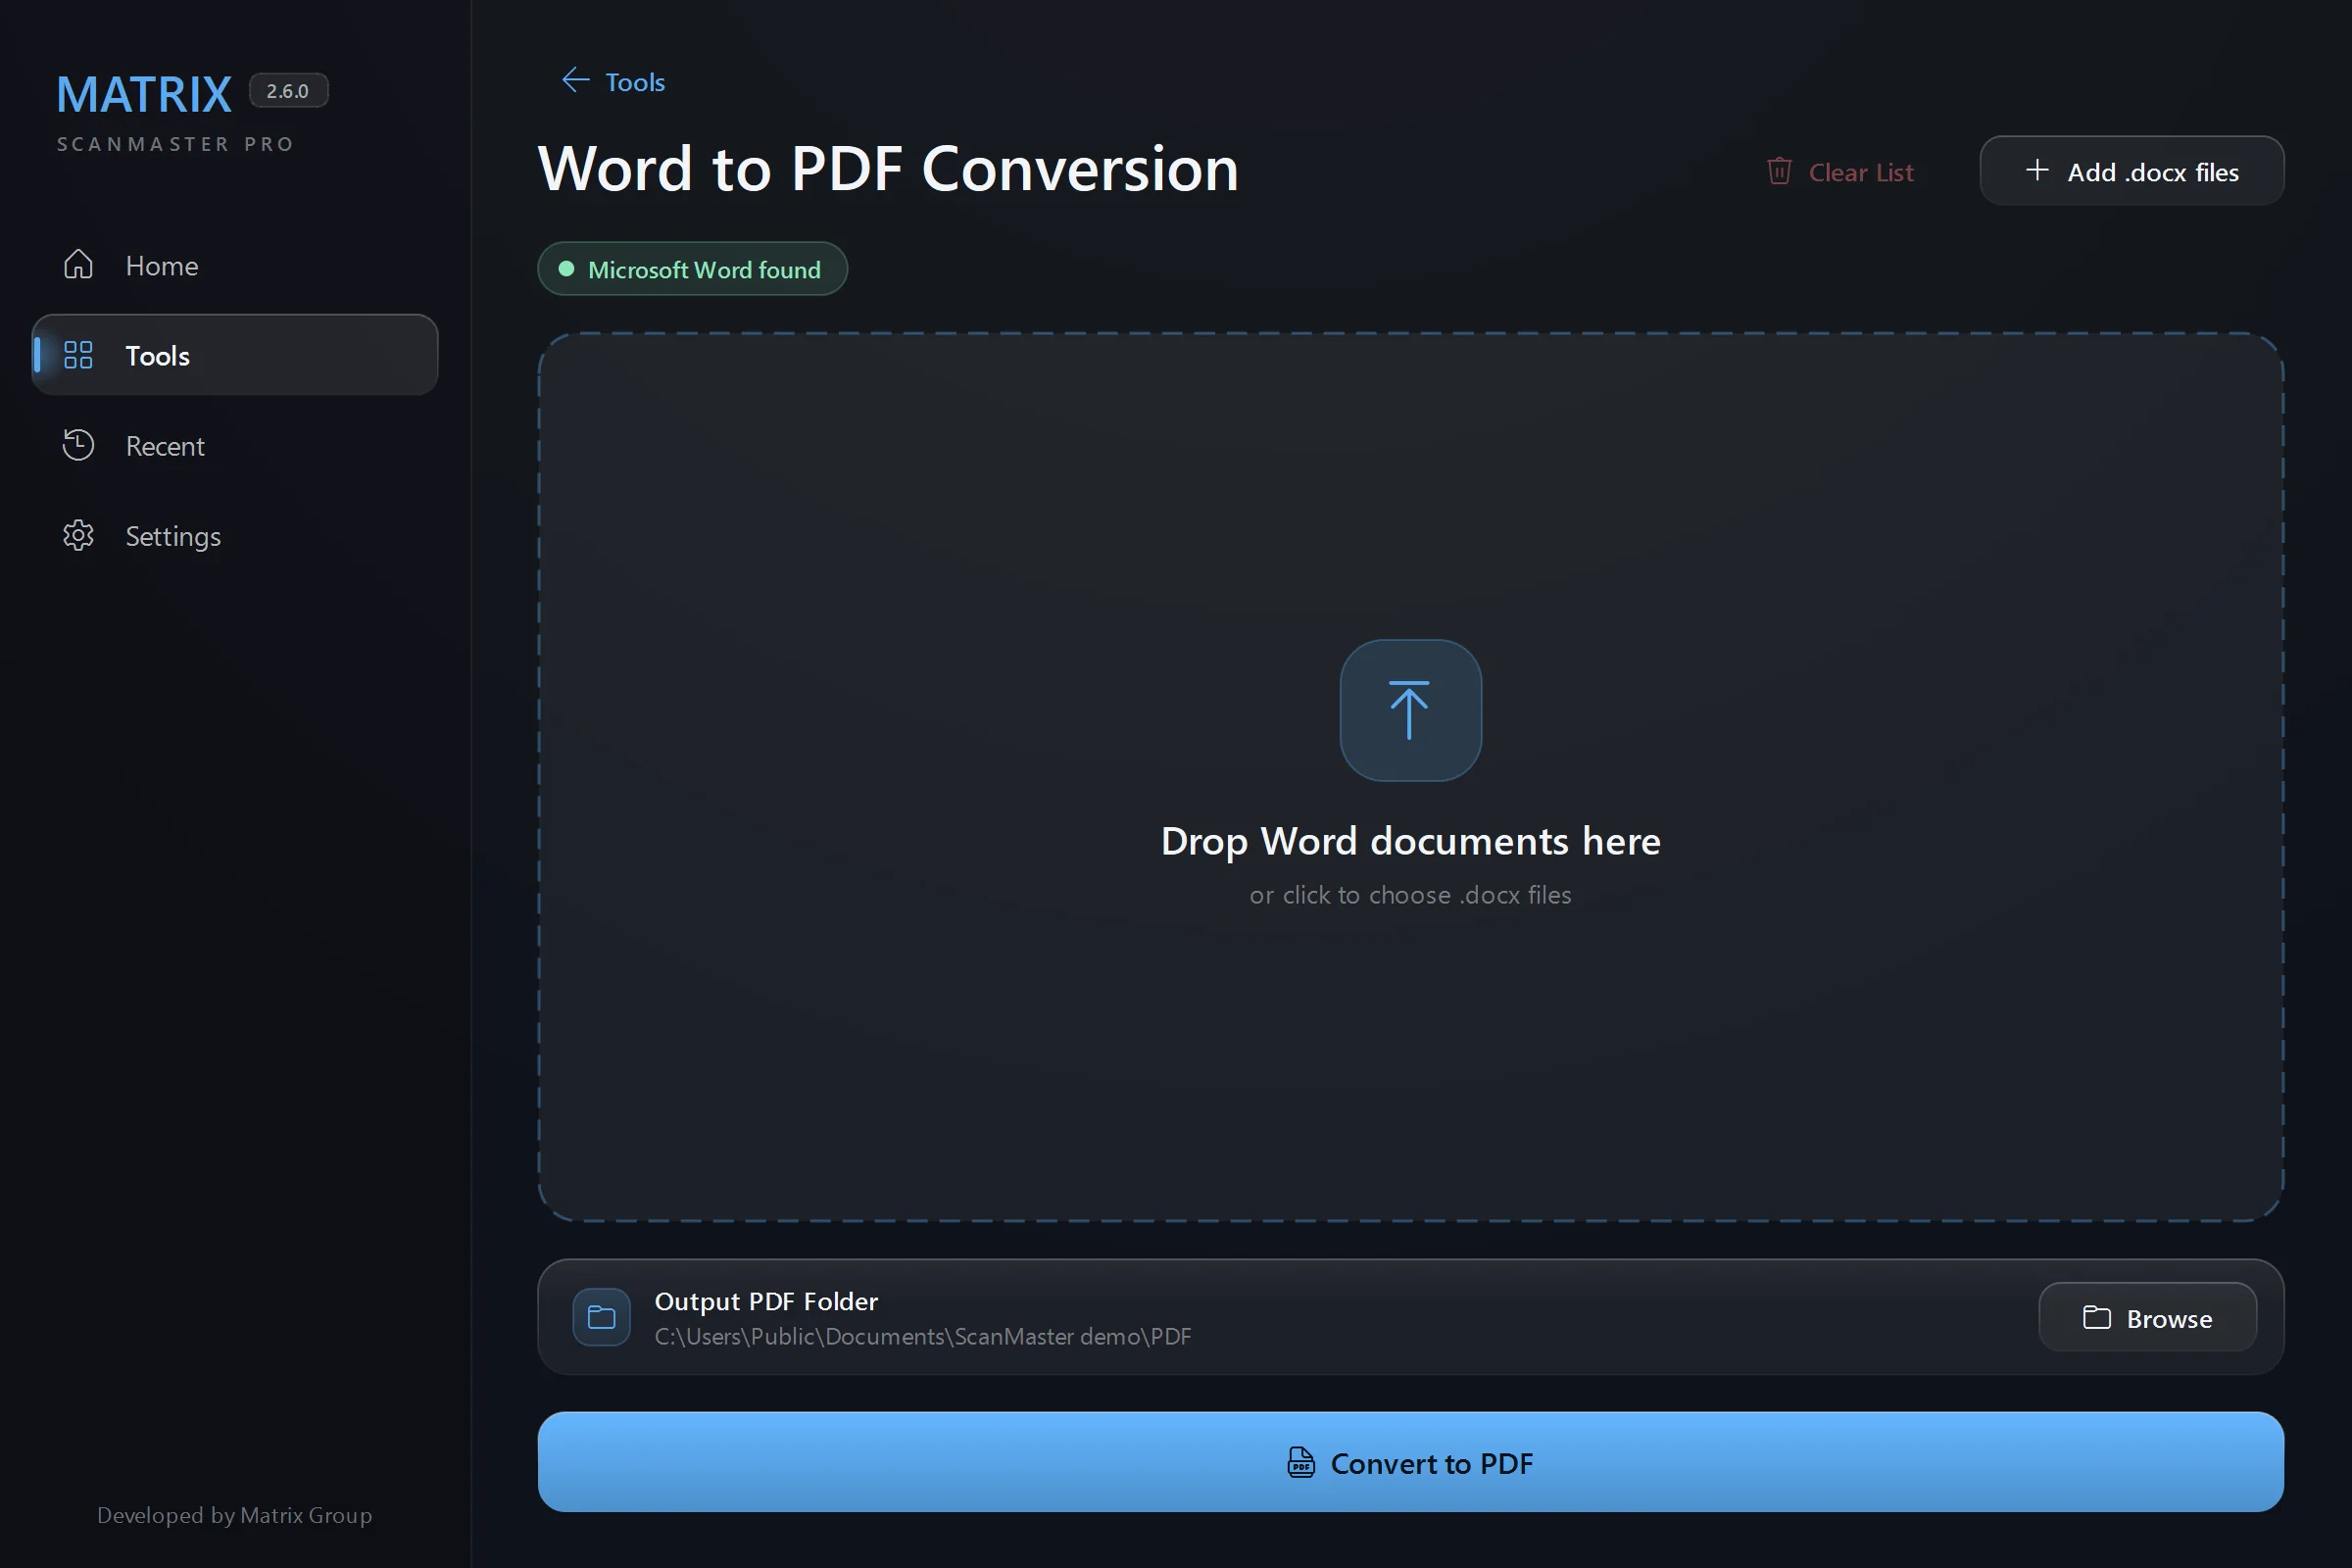 MATRIX 2.6.0
SCANMASTER PRO
Home
Tools
Recent
Settings
Developed by Matrix Group
Tools
Word to PDF Conversion
Clear List
Add .docx files
Microsoft Word found
Drop Word documents here
or click to choose .docx files
Output PDF Folder
C:\Users\Public\Documents\ScanMaster demo\PDF
Browse
PDF
Convert to PDF